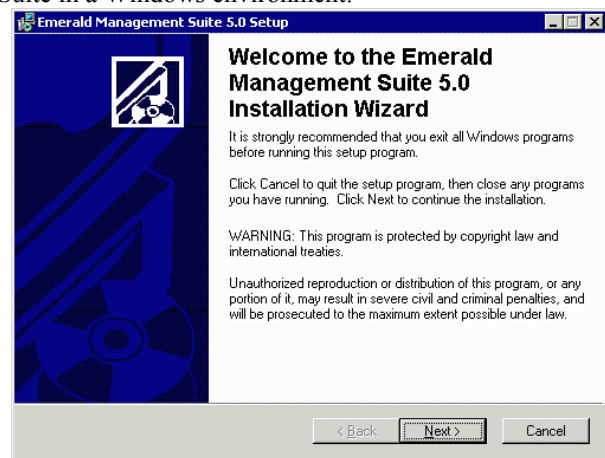 Suite in a Windows environment.
Emerald Management Suite 5.0 Setup
Welcome to the Emerald
Management Suite 5.0
Installation Wizard
It is strongly recommended that you exit all Windows programs
before running this setup program.
Click Cancel to quit the setup program, then close any programs
you have running. Click Next to continue the installation.
WARNING: This program is protected by copyright law and
international treaties.
Unauthorized reproduction or distribution of this program, or any
portion of it, may result in severe civil and criminal penalties, and
will be prosecuted to the maximum extent possible under law.
< Back Next > Cancel